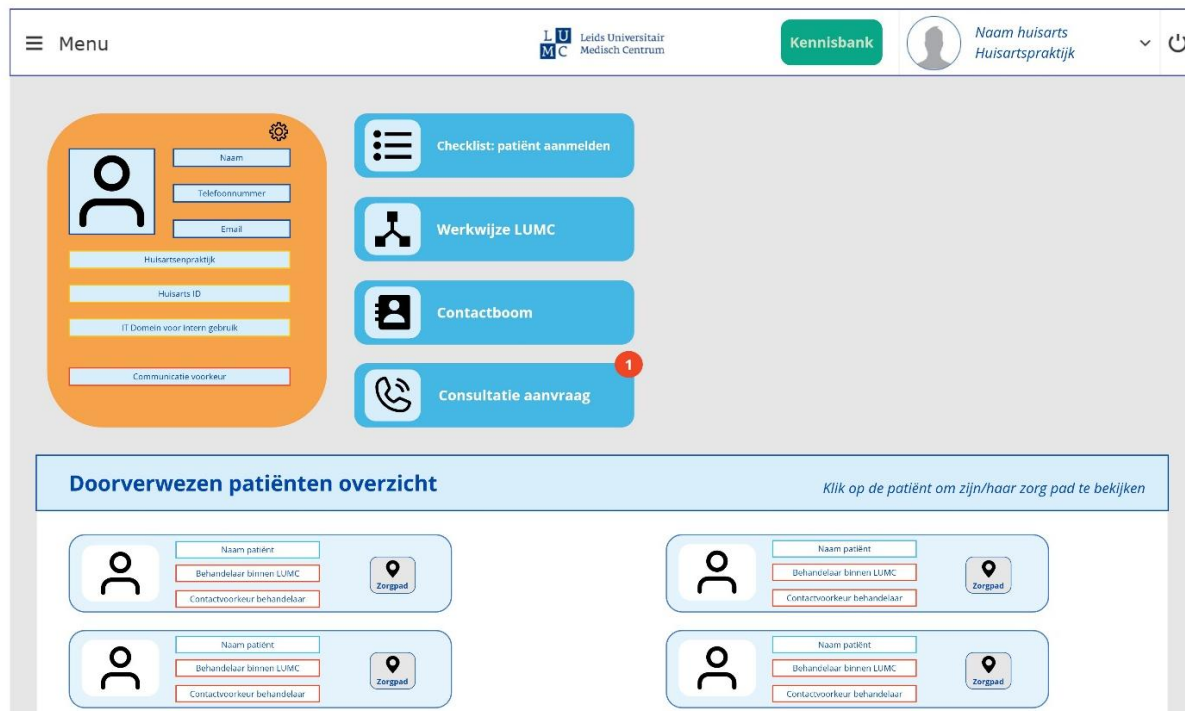 Menu
L U
M C
Leids Universitair
Medisch Centrum
Kennisbank
Naam huisarts
Huisartspraktijk
Naam
Telefoonnummer
Email
Huisartsenpraktijk
Huisarts ID
IT Domein voor intern gebruik
Communicatie voorkeur
Checklist: patiënt aanmelden
Werkwijze LUMC
Contactboom
1
Consultatie aanvraag
Doorverwezen patiënten overzicht
Klik op de patiënt om zijn/haar zorg pad te bekijken
Naam patiënt
Behandelaar binnen LUMC
Contactvoorkeur behandelaar
Zorgpad
Naam patiënt
Behandelaar binnen LUMC
Contactvoorkeur behandelaar
Zorgpad
Naam patiënt
Behandelaar binnen LUMC
Contactvoorkeur behandelaar
Zorgpad
Naam patiënt
Behandelaar binnen LUMC
Contactvoorkeur behandelaar
Zorgpad